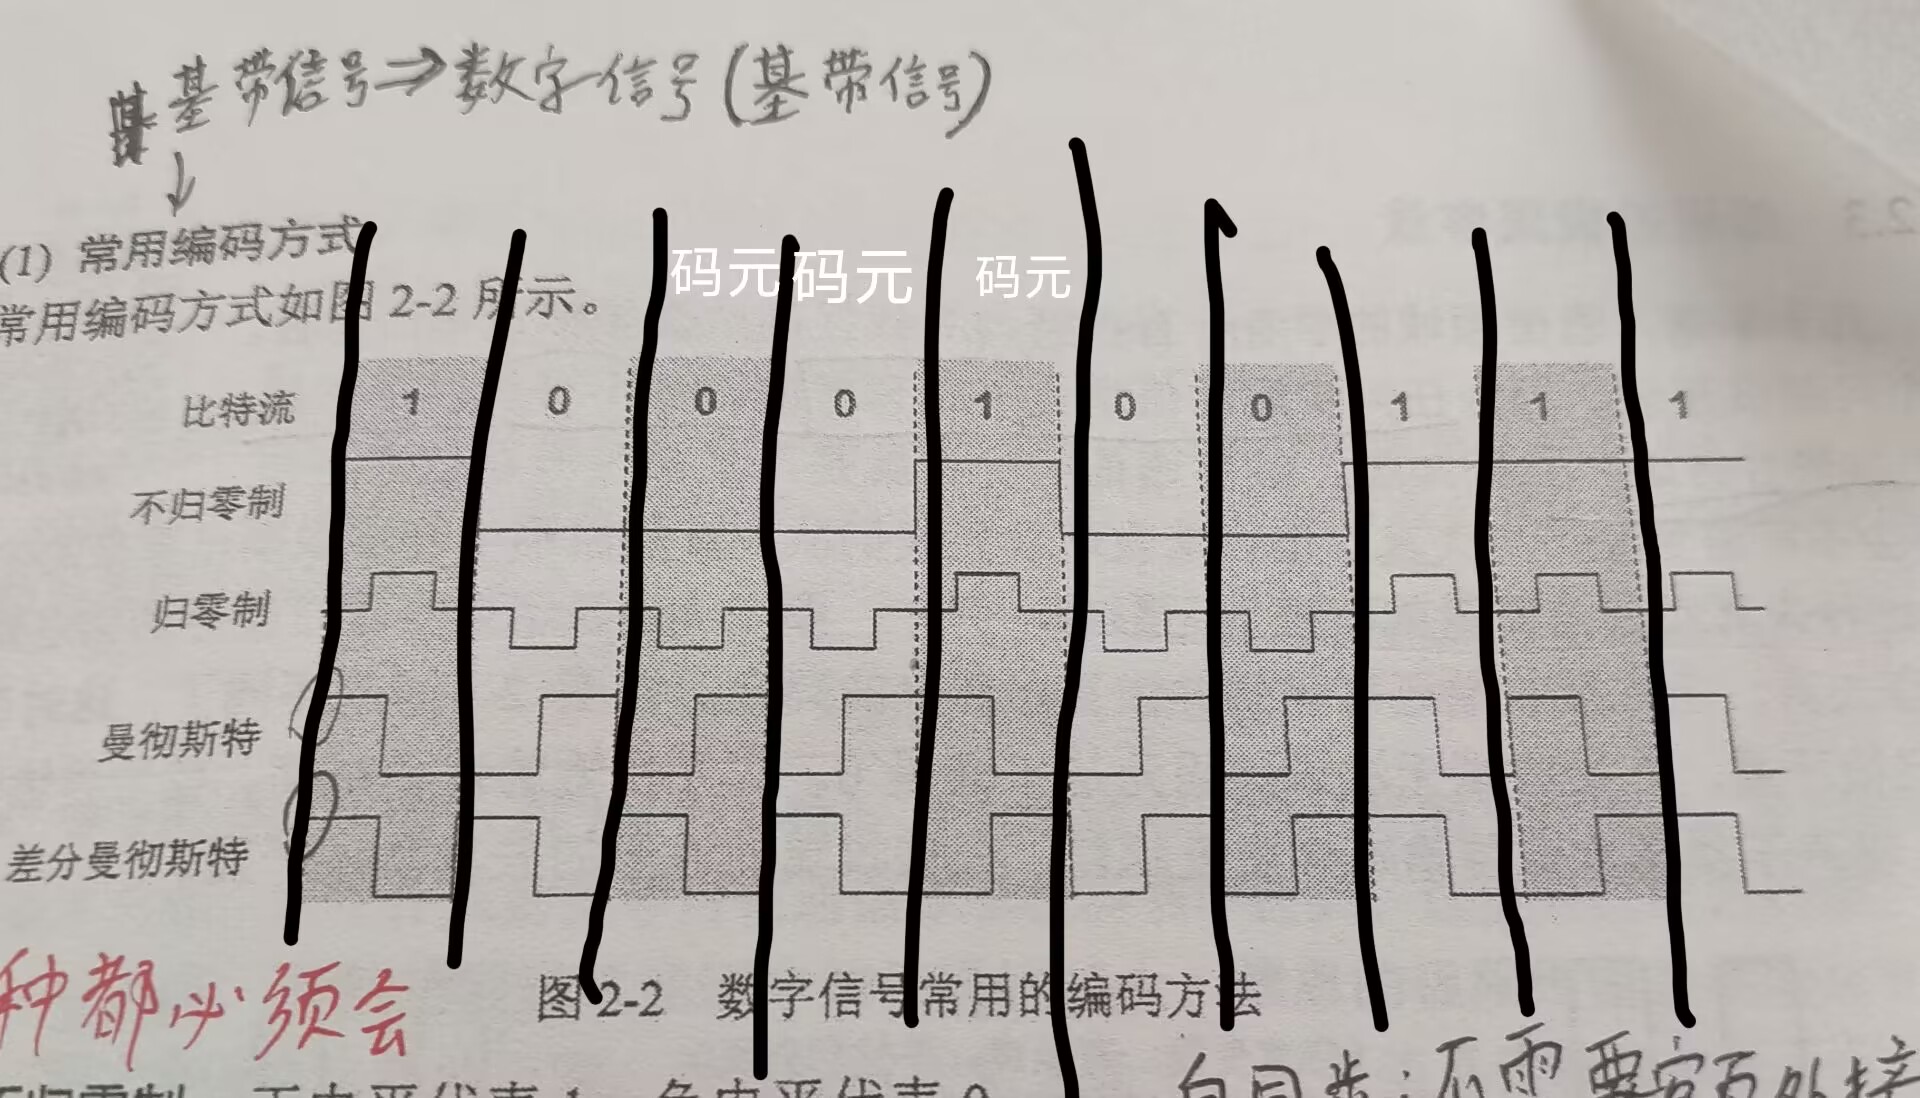 基带信号⇒数字信号(基带信号)
↓
(1) 常用编码方式
码元 码元 码元
常用编码方式如图 2-2 所示。
比特流 1 0 0 0 1 0 0 1 1 1
不归零制
归零制
曼彻斯特
差分曼彻斯特
种都必须会
图 2-2 数字信号常用的编码方法
不归零制 正电平代表 1 负电平代表 0
自同步:不需要
2.3